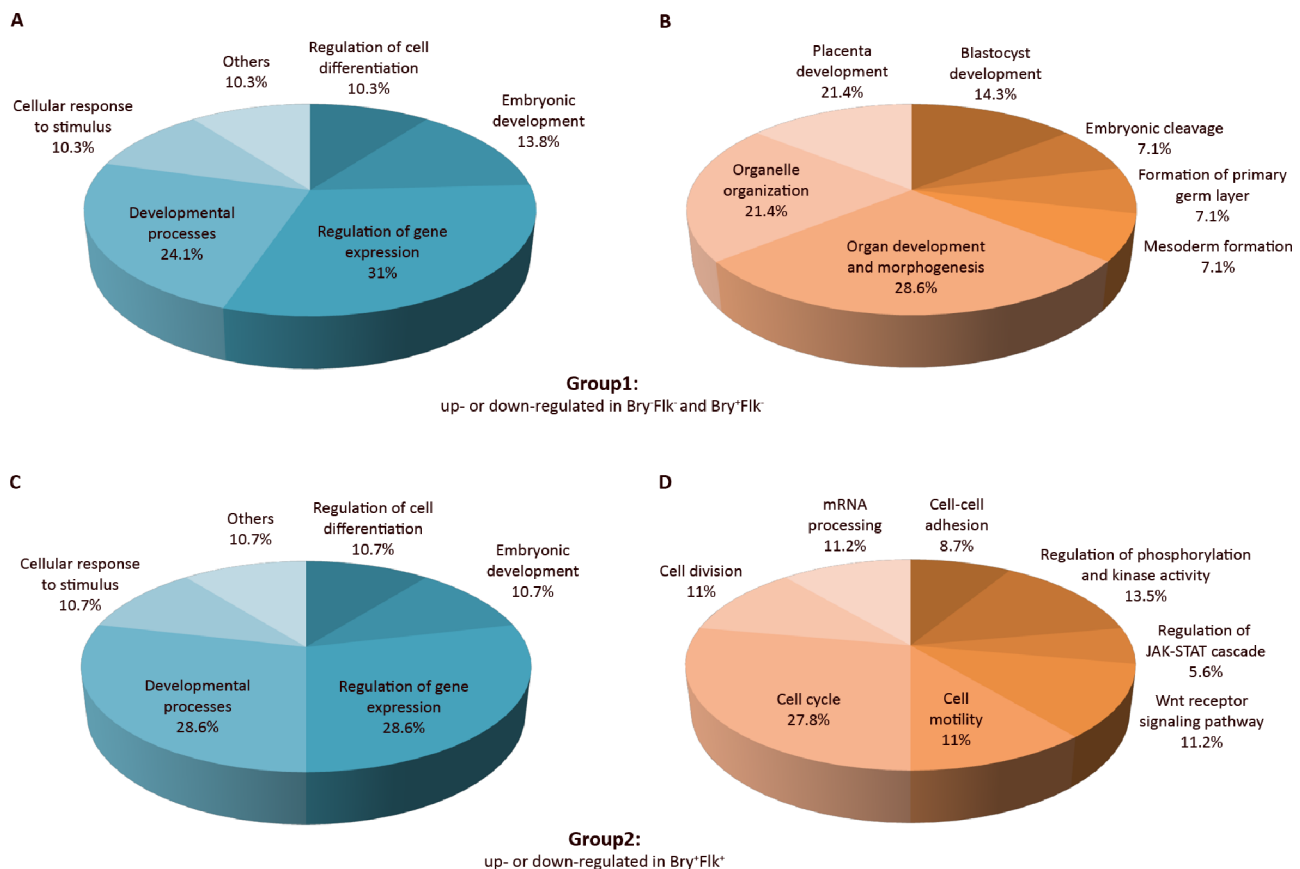 A
Others
10.3%
Regulation of cell
differentiation
10.3%
Embryonic
development
13.8%
Cellular response
to stimulus
10.3%
Developmental
processes
24.1%
Regulation of gene
expression
31%
B
Placenta
development
21.4%
Blastocyst
development
14.3%
Embryonic cleavage
7.1%
Formation of primary
germ layer
7.1%
Mesoderm formation
7.1%
Organelle
organization
21.4%
Organ development
and morphogenesis
28.6%
Group1:
up- or down-regulated in Bry⁻Flk⁻ and Bry⁺Flk⁻
C
Others
10.7%
Regulation of cell
differentiation
10.7%
Embryonic
development
10.7%
Cellular response
to stimulus
10.7%
Developmental
processes
28.6%
Regulation of gene
expression
28.6%
D
mRNA
processing
11.2%
Cell-cell
adhesion
8.7%
Regulation of phosphorylation
and kinase activity
13.5%
Cell division
11%
Regulation of
JAK-STAT cascade
5.6%
Wnt receptor
signaling pathway
11.2%
Cell cycle
27.8%
Cell
motility
11%
Group2:
up- or down-regulated in Bry⁺Flk⁺